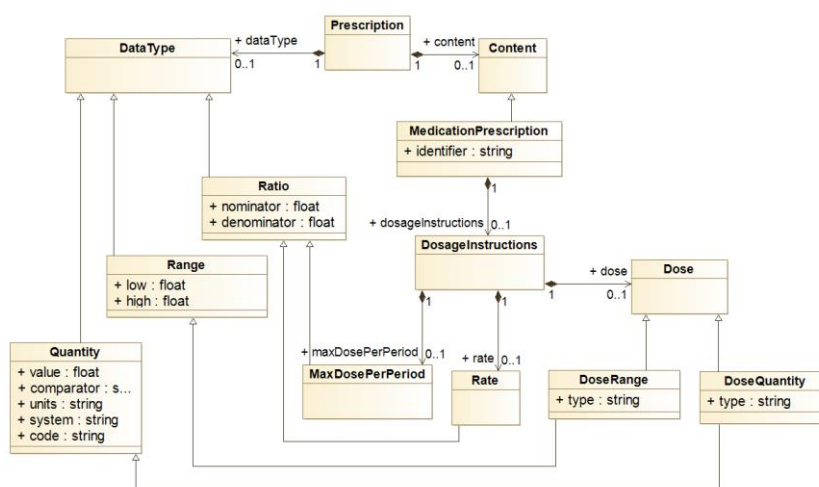 Prescription
+ dataType
+ content
DataType
Content
0..1
1
1
0..1
MedicationPrescription
+ identifier : string
1
Ratio
+ nominator : float
+ denominator : float
+ dosageInstructions
0..1
DosageInstructions
+ dose
Dose
1
0..1
Range
+ low : float
+ high : float
1
1
Quantity
+ value : float
+ comparator : s...
+ units : string
+ system : string
+ code : string
+ maxDosePerPeriod
0..1
+ rate
0..1
MaxDosePerPeriod
Rate
DoseRange
+ type : string
DoseQuantity
+ type : string